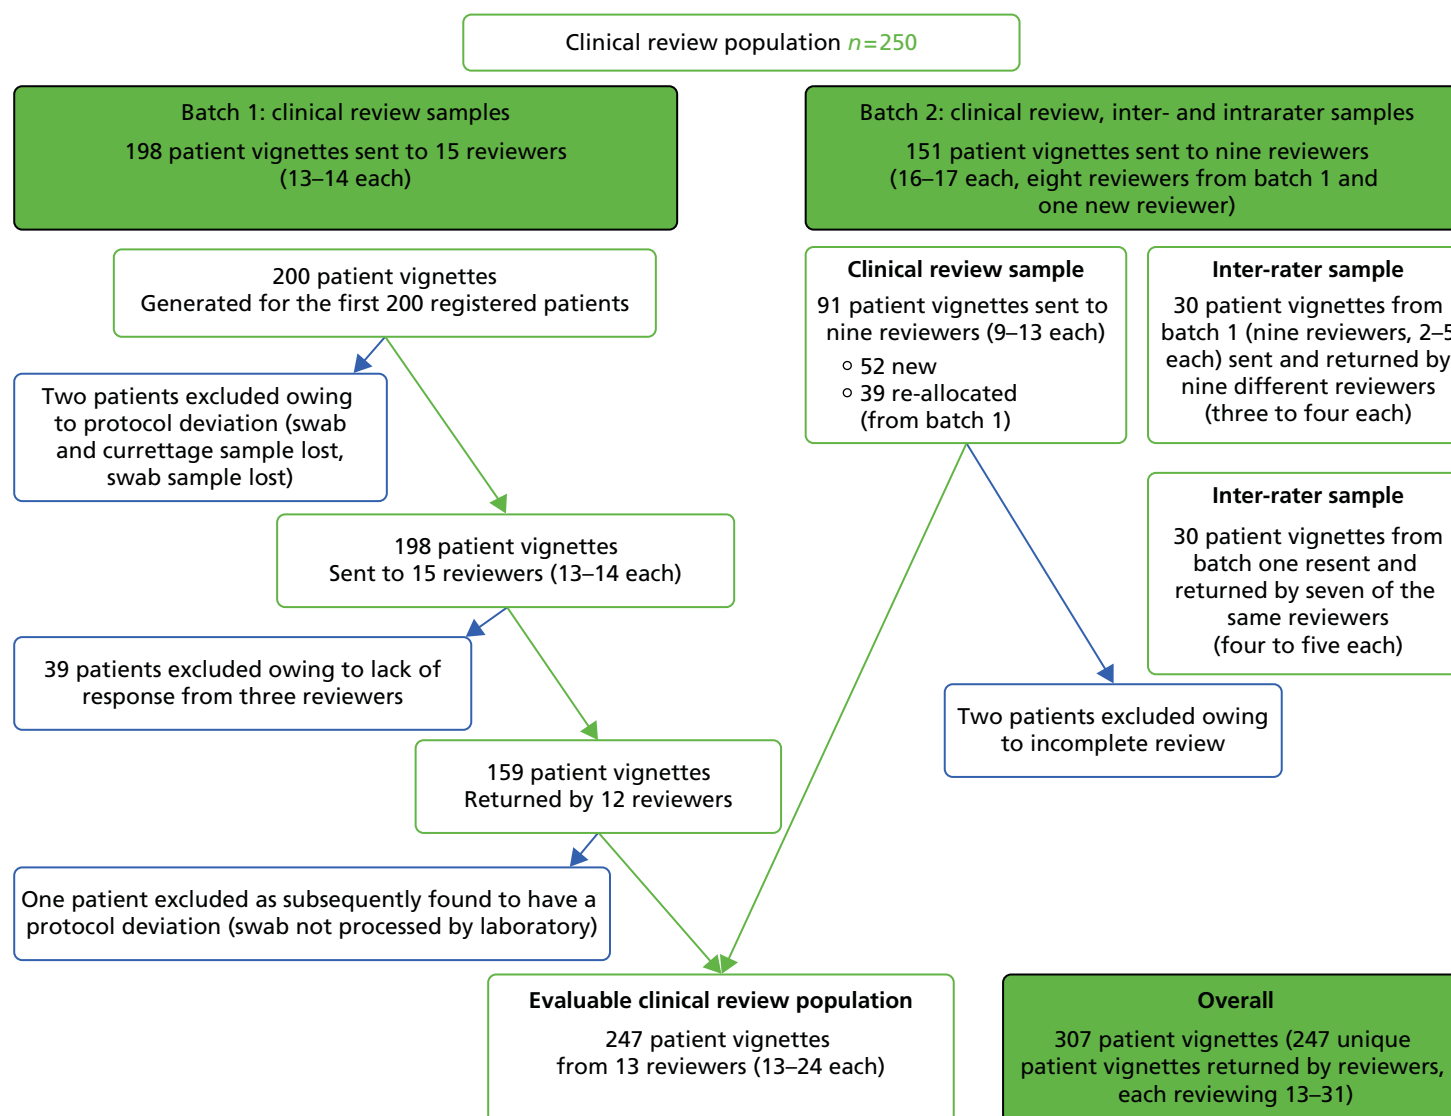 Clinical review population n=250
Batch 1: clinical review samples
198 patient vignettes sent to 15 reviewers
(13–14 each)
Batch 2: clinical review, inter- and intrarater samples
151 patient vignettes sent to nine reviewers
(16–17 each, eight reviewers from batch 1 and
one new reviewer)
200 patient vignettes
Generated for the first 200 registered patients
Two patients excluded owing
to protocol deviation (swab
and currettage sample lost,
swab sample lost)
198 patient vignettes
Sent to 15 reviewers (13–14 each)
39 patients excluded owing to lack of
response from three reviewers
159 patient vignettes
Returned by 12 reviewers
One patient excluded as subsequently found to have a
protocol deviation (swab not processed by laboratory)
Clinical review sample
91 patient vignettes sent to
nine reviewers (9–13 each)
52 new
39 re-allocated
(from batch 1)
Inter-rater sample
30 patient vignettes from
batch 1 (nine reviewers, 2–5
each) sent and returned by
nine different reviewers
(three to four each)
Inter-rater sample
30 patient vignettes from
batch one resent and
returned by seven of the
same reviewers
(four to five each)
Two patients excluded owing
to incomplete review
Evaluable clinical review population
247 patient vignettes
from 13 reviewers (13–24 each)
Overall
307 patient vignettes (247 unique
patient vignettes returned by reviewers,
each reviewing 13–31)